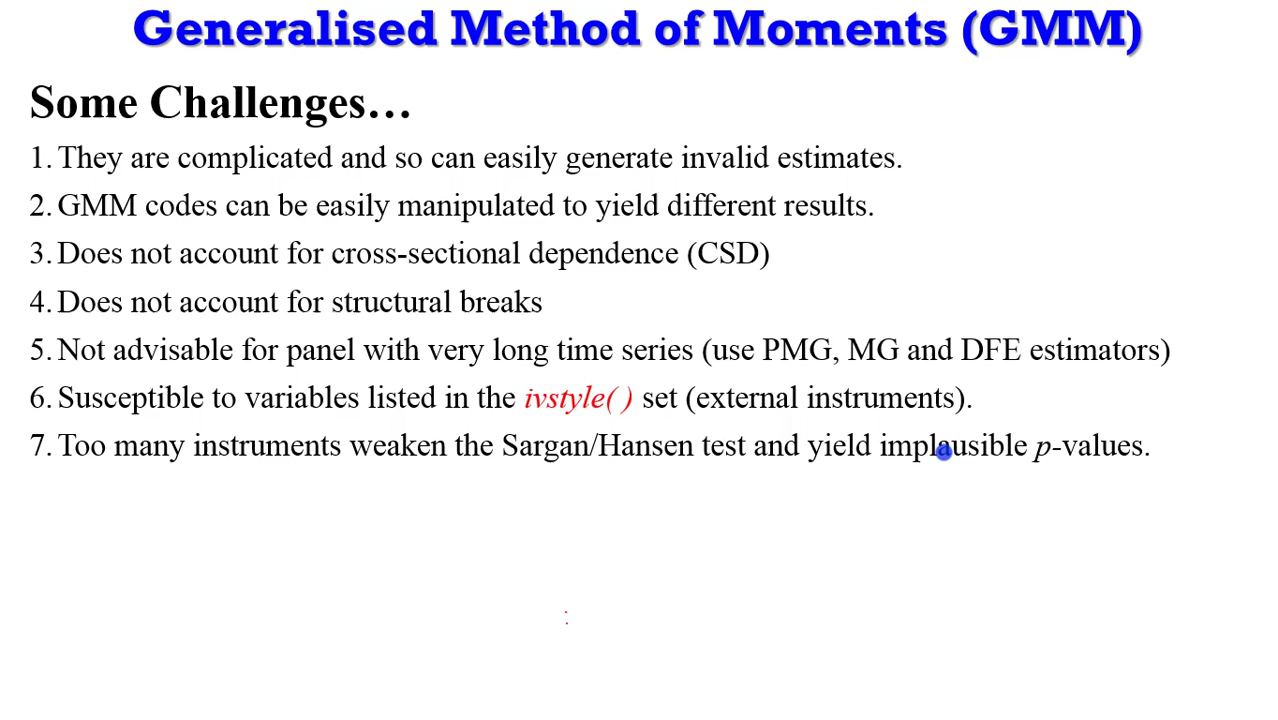 Generalised Method of Moments (GMM)
Some Challenges…
1. They are complicated and so can easily generate invalid estimates.
2. GMM codes can be easily manipulated to yield different results.
3. Does not account for cross-sectional dependence (CSD)
4. Does not account for structural breaks
5. Not advisable for panel with very long time series (use PMG, MG and DFE estimators)
6. Susceptible to variables listed in the ivstyle( ) set (external instruments).
7. Too many instruments weaken the Sargan/Hansen test and yield implausible p-values.